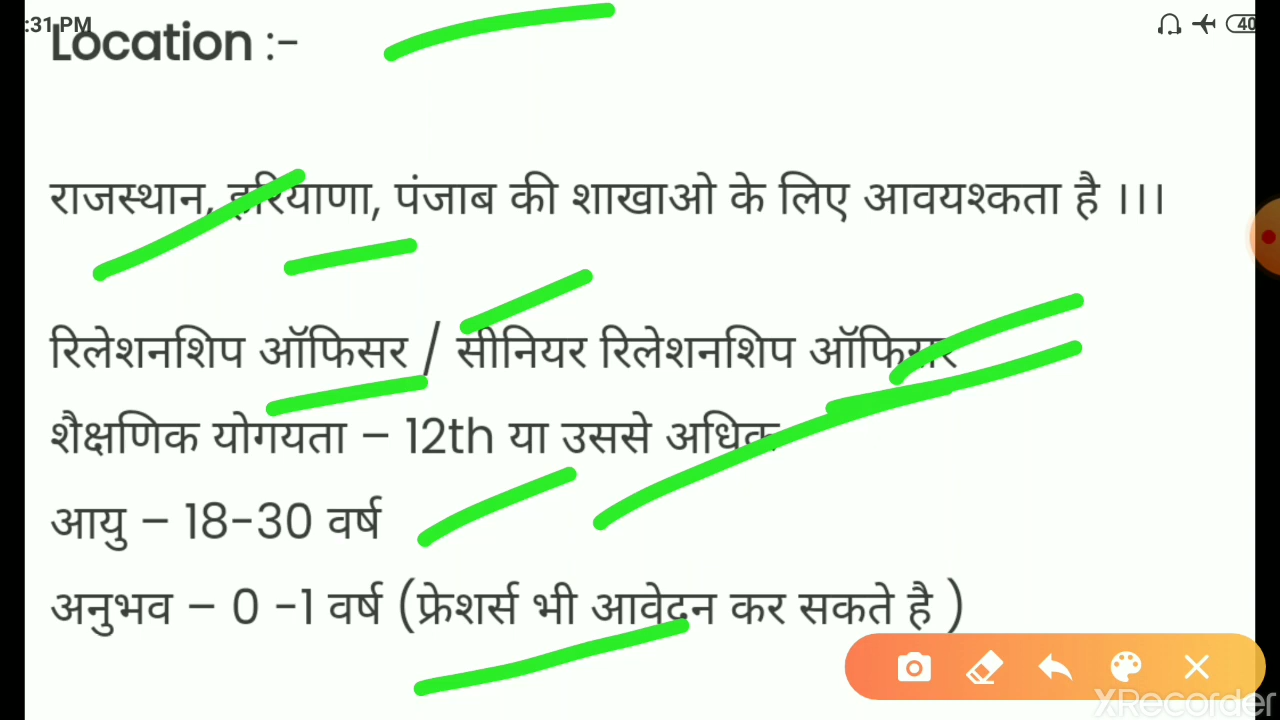 :31 PM
40
Location :-
राजस्थान, हरियाणा, पंजाब की शाखाओ के लिए आवयश्कता है ।।।
रिलेशनशिप ऑफिसर / सीनियर रिलेशनशिप ऑफिसर
शैक्षणिक योगयता – 12th या उससे अधिक
आयु – 18-30 वर्ष
अनुभव – 0 -1 वर्ष (फ्रेशर्स भी आवेदन कर सकते है )
XRecorder